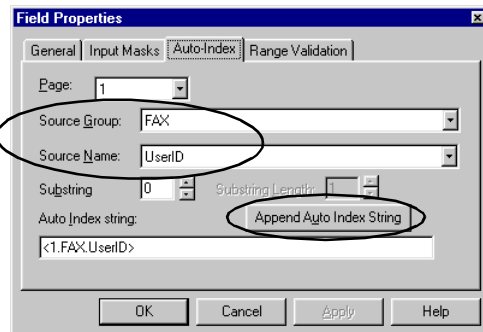 Field Properties
General Input Masks Auto-Index Range Validation
Page: 1
Source Group: FAX
Source Name: UserID
Substring 0 Substring Length: 1
Auto Index string: Append Auto Index String
<1.FAX.UserID>
OK Cancel Apply Help